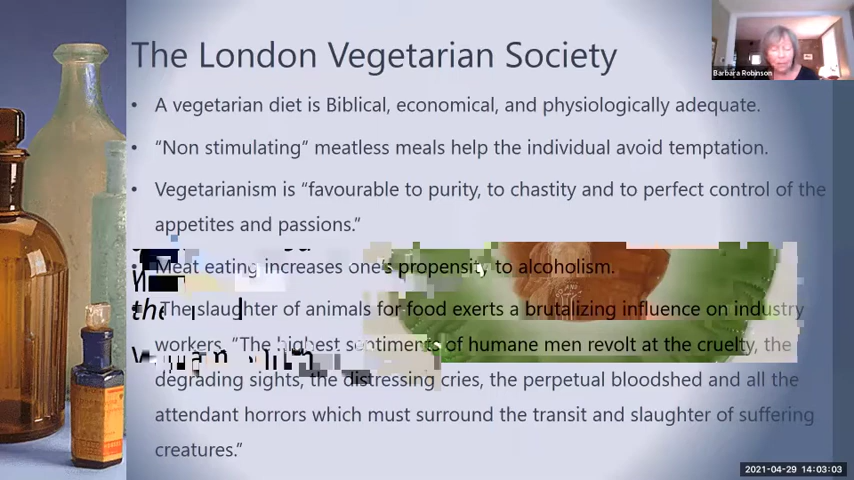 The London Vegetarian Society
Barbara Robinson
• A vegetarian diet is Biblical, economical, and physiologically adequate.
• “Non stimulating” meatless meals help the individual avoid temptation.
• Vegetarianism is “favourable to purity, to chastity and to perfect control of the
appetites and passions.”
• Meat eating increases one’s propensity to alcoholism.
• The slaughter of animals for food exerts a brutalizing influence on industry
workers. “The highest sentiments of humane men revolt at the cruelty, the
degrading sights, the distressing cries, the perpetual bloodshed and all the
attendant horrors which must surround the transit and slaughter of suffering
creatures.”
the
2021-04-29 14:03:03